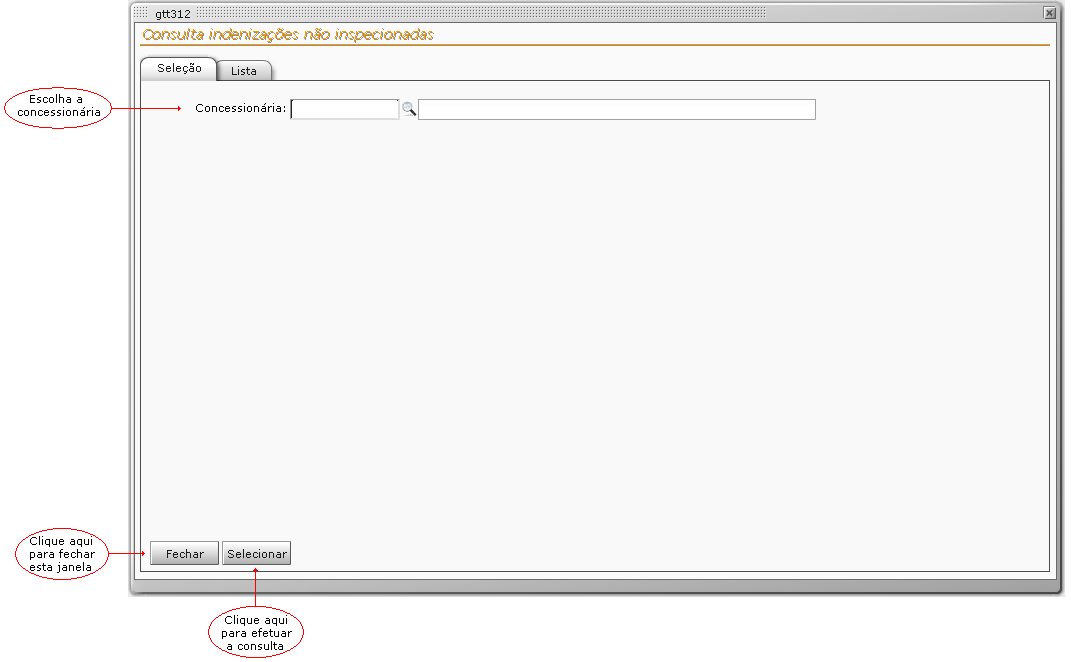 gtt312
Consulta indenizações não inspecionadas
Seleção
Lista
Escolha a
concessionária
Concessionária:
Clique aqui
para fechar
esta janela
Fechar
Selecionar
Clique aqui
para efetuar
a consulta